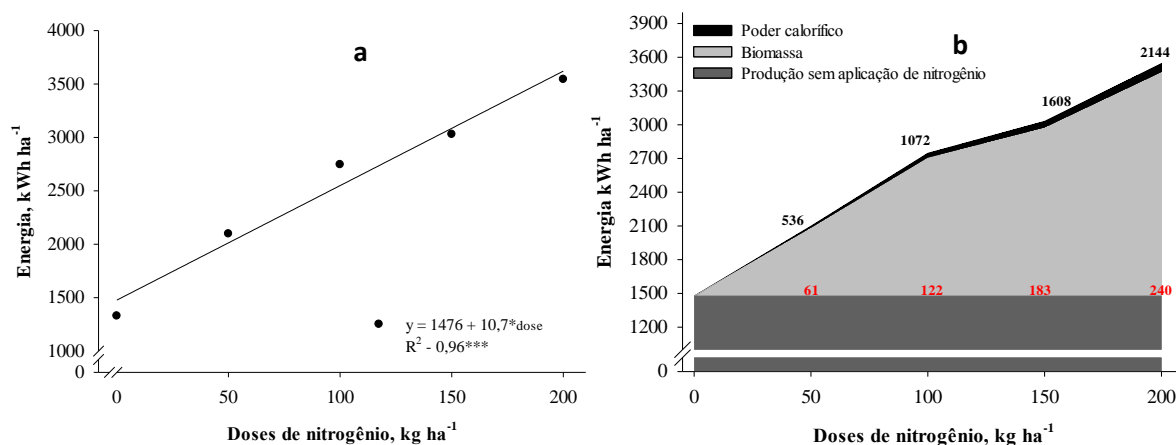 a
Energia, kWh ha-1
4000
3500
3000
2500
2000
1500
1000
0
y = 1476 + 10,7*dose
R2 - 0,96***
0 50 100 150 200
Doses de nitrogênio, kg ha-1
b
Energia kWh ha-1
3900
3600
3300
3000
2700
2400
2100
1800
1500
1200
0
Poder calorífico
Biomassa
Produção sem aplicação de nitrogênio
2144
1608
1072
536
61 122 183 240
0 50 100 150 200
Doses de nitrogênio, kg ha-1